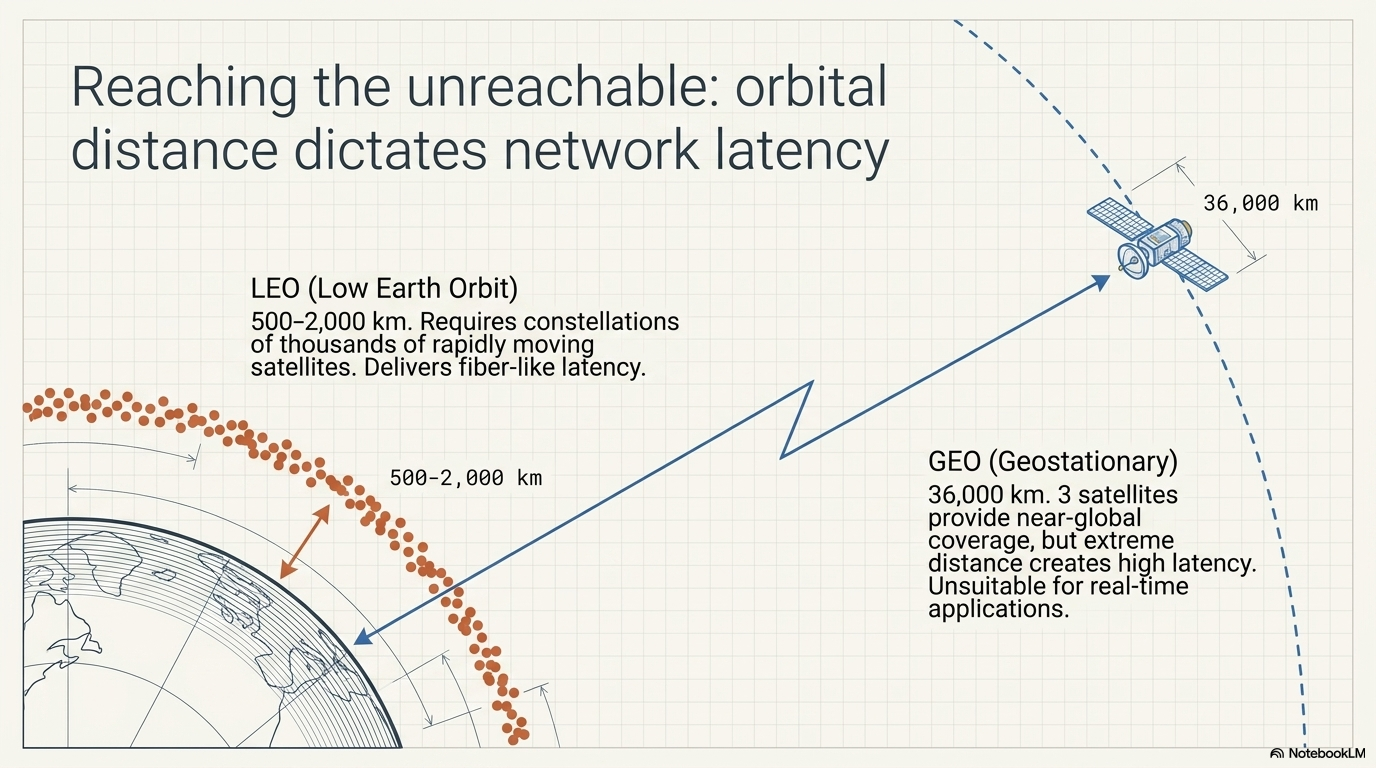 Reaching the unreachable: orbital
distance dictates network latency
36,000 km
LEO (Low Earth Orbit)
500–2,000 km. Requires constellations
of thousands of rapidly moving
satellites. Delivers fiber-like latency.
500–2,000 km
GEO (Geostationary)
36,000 km. 3 satellites
provide near-global
coverage, but extreme
distance creates high latency.
Unsuitable for real-time
applications.
NotebookLM